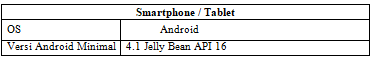 Smartphone / Tablet
OS Android
Versi Android Minimal 4.1 Jelly Bean API 16